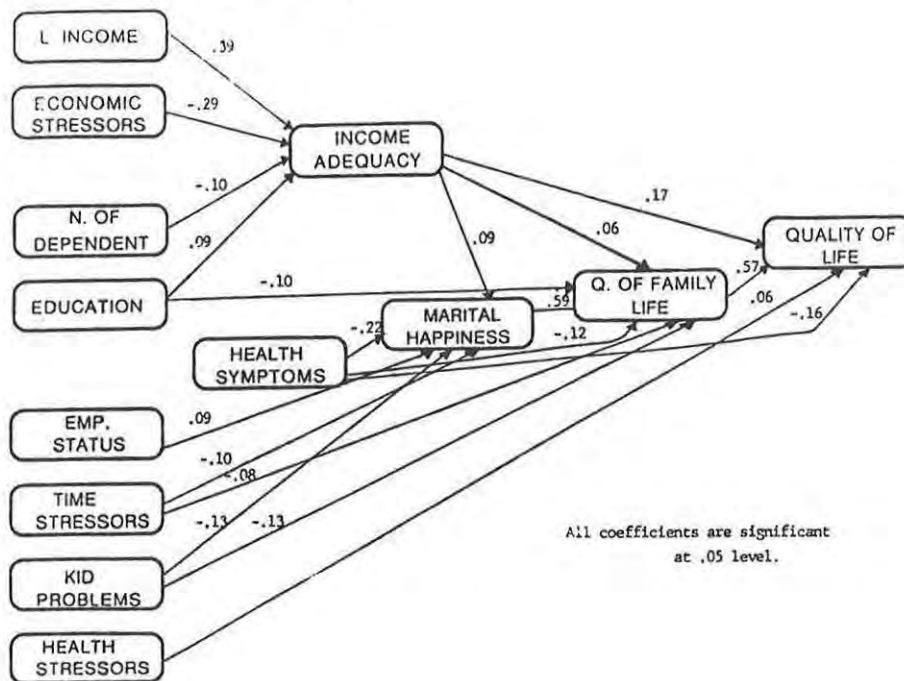 L INCOME
.39
ECONOMIC
STRESSORS
-.29
INCOME
ADEQUACY
-.10
N. OF
DEPENDENT
.09
.17
.06
.09
QUALITY OF
LIFE
EDUCATION
-.10
Q. OF FAMILY
LIFE
.57
.59
MARITAL
HAPPINESS
.06
-.22
-.12
-.16
HEALTH
SYMPTOMS
EMP.
STATUS
.09
-.10
-.08
TIME
STRESSORS
-.13
-.13
All coefficients are significant
at .05 level.
KID
PROBLEMS
HEALTH
STRESSORS